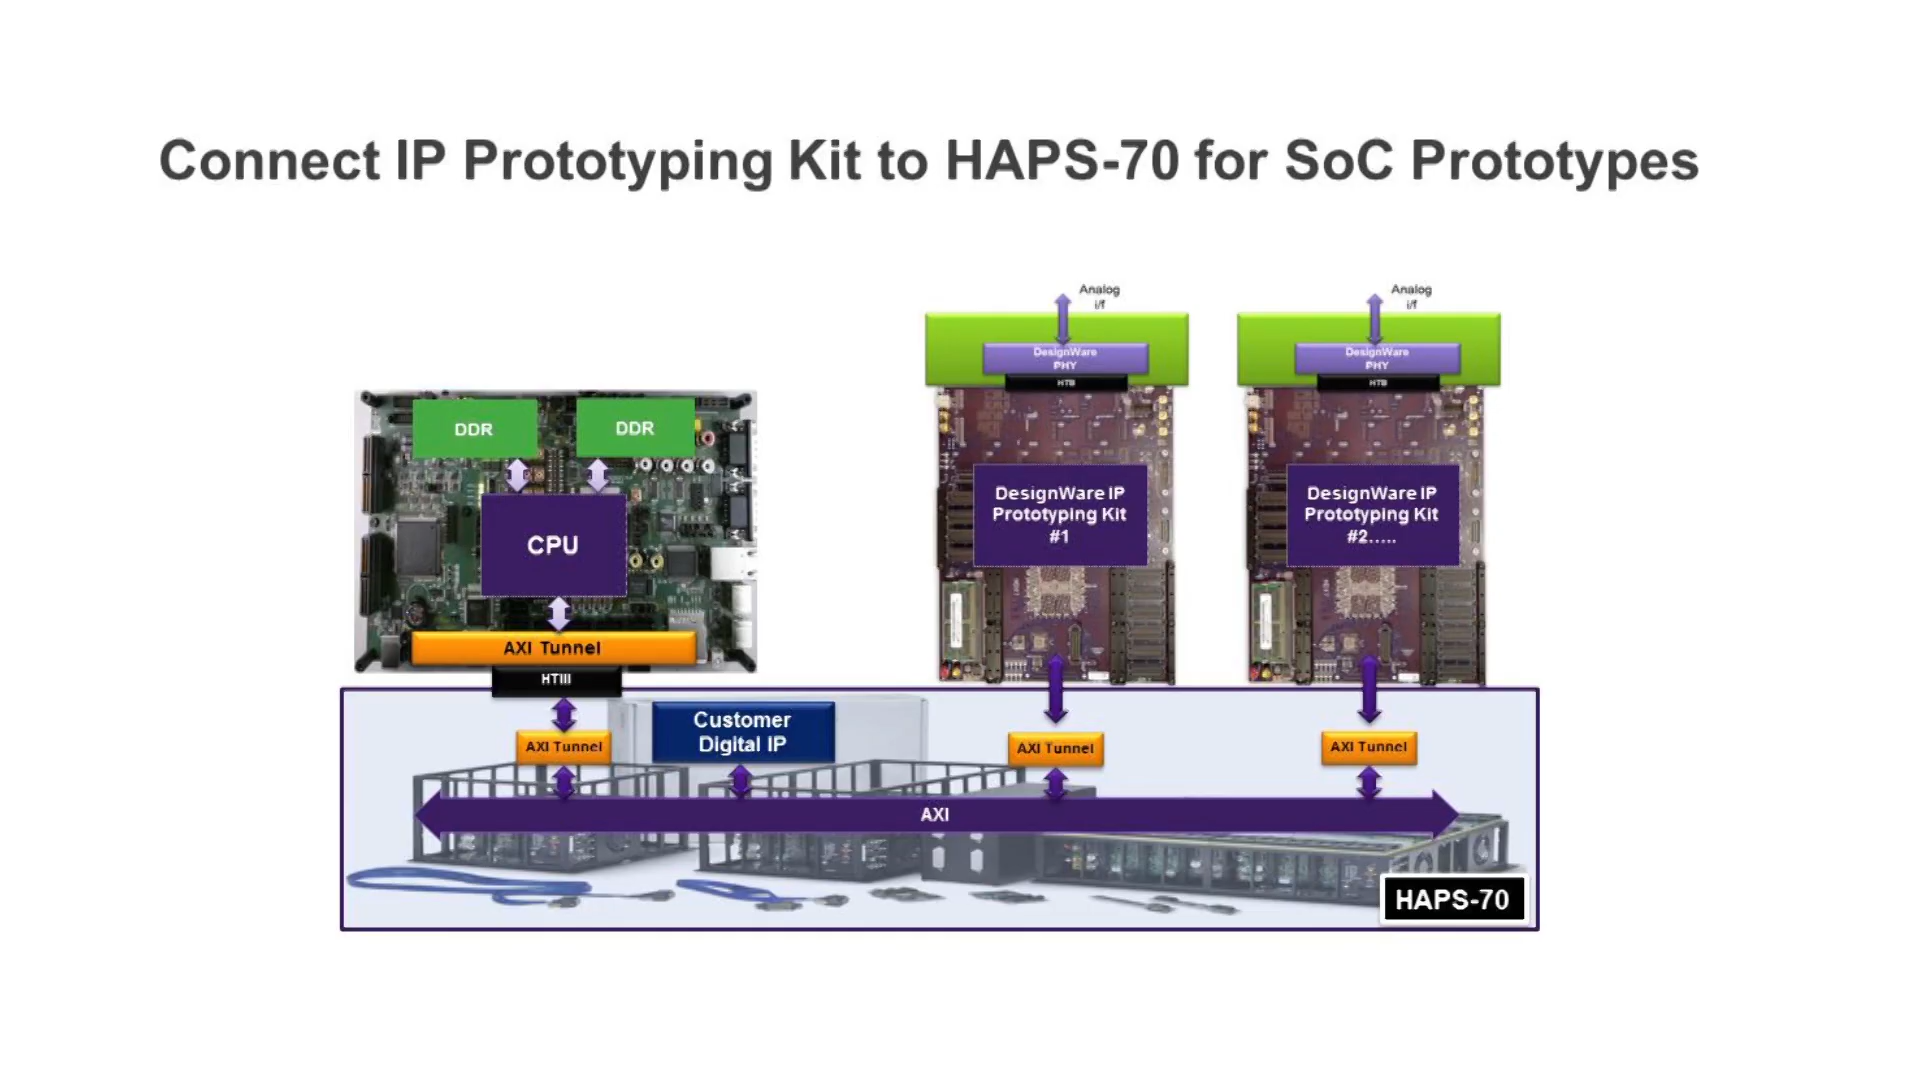 Connect IP Prototyping Kit to HAPS-70 for SoC Prototypes
Analog
i/f
Analog
i/f
DesignWare
PHY
HTB
DesignWare
PHY
HTB
DDR
DDR
CPU
DesignWare IP
Prototyping Kit
#1
DesignWare IP
Prototyping Kit
#2.....
AXI Tunnel
HTIII
Customer
Digital IP
AXI Tunnel
AXI Tunnel
AXI Tunnel
AXI
HAPS-70